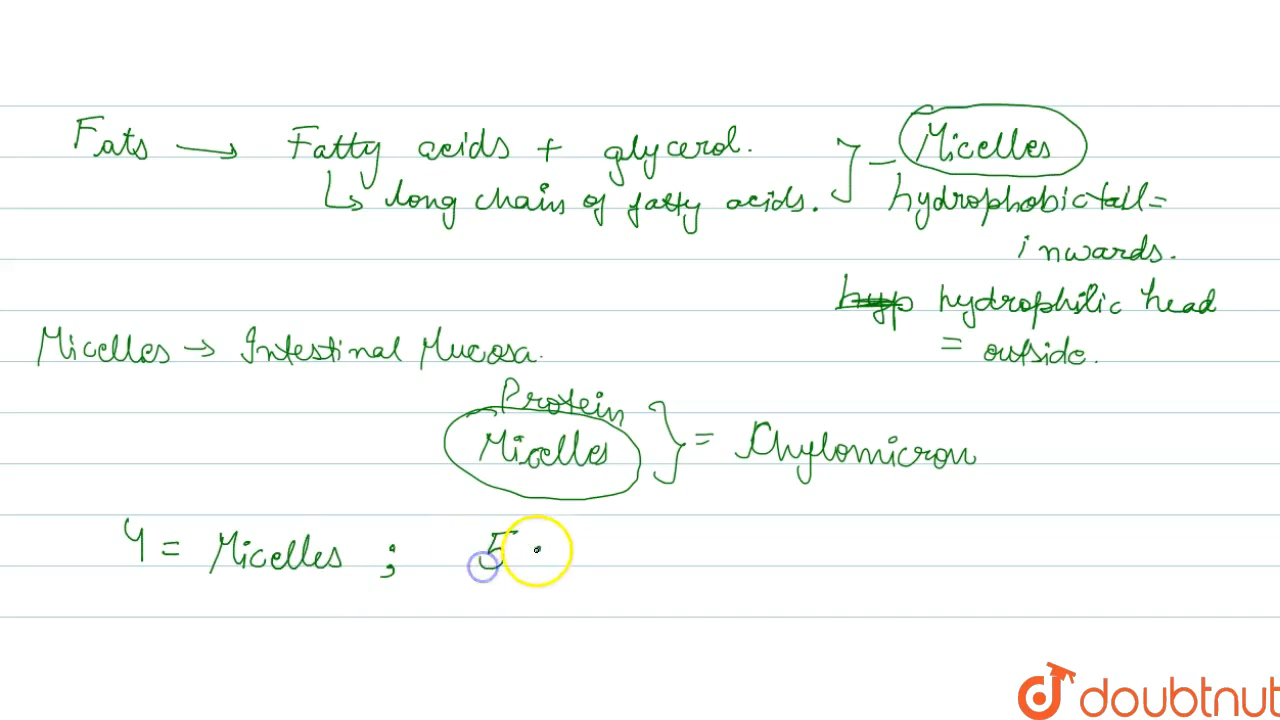 Fats → Fatty acids + glycerol. } - Micelles
↳ long chain of fatty acids. hydrophobic tail =
inwards.
hyp hydrophilic head
= outside.
Micelles → Intestinal Mucosa.
Protein
Micelles } = Chylomicron
4 = Micelles ; 5
doubtnut